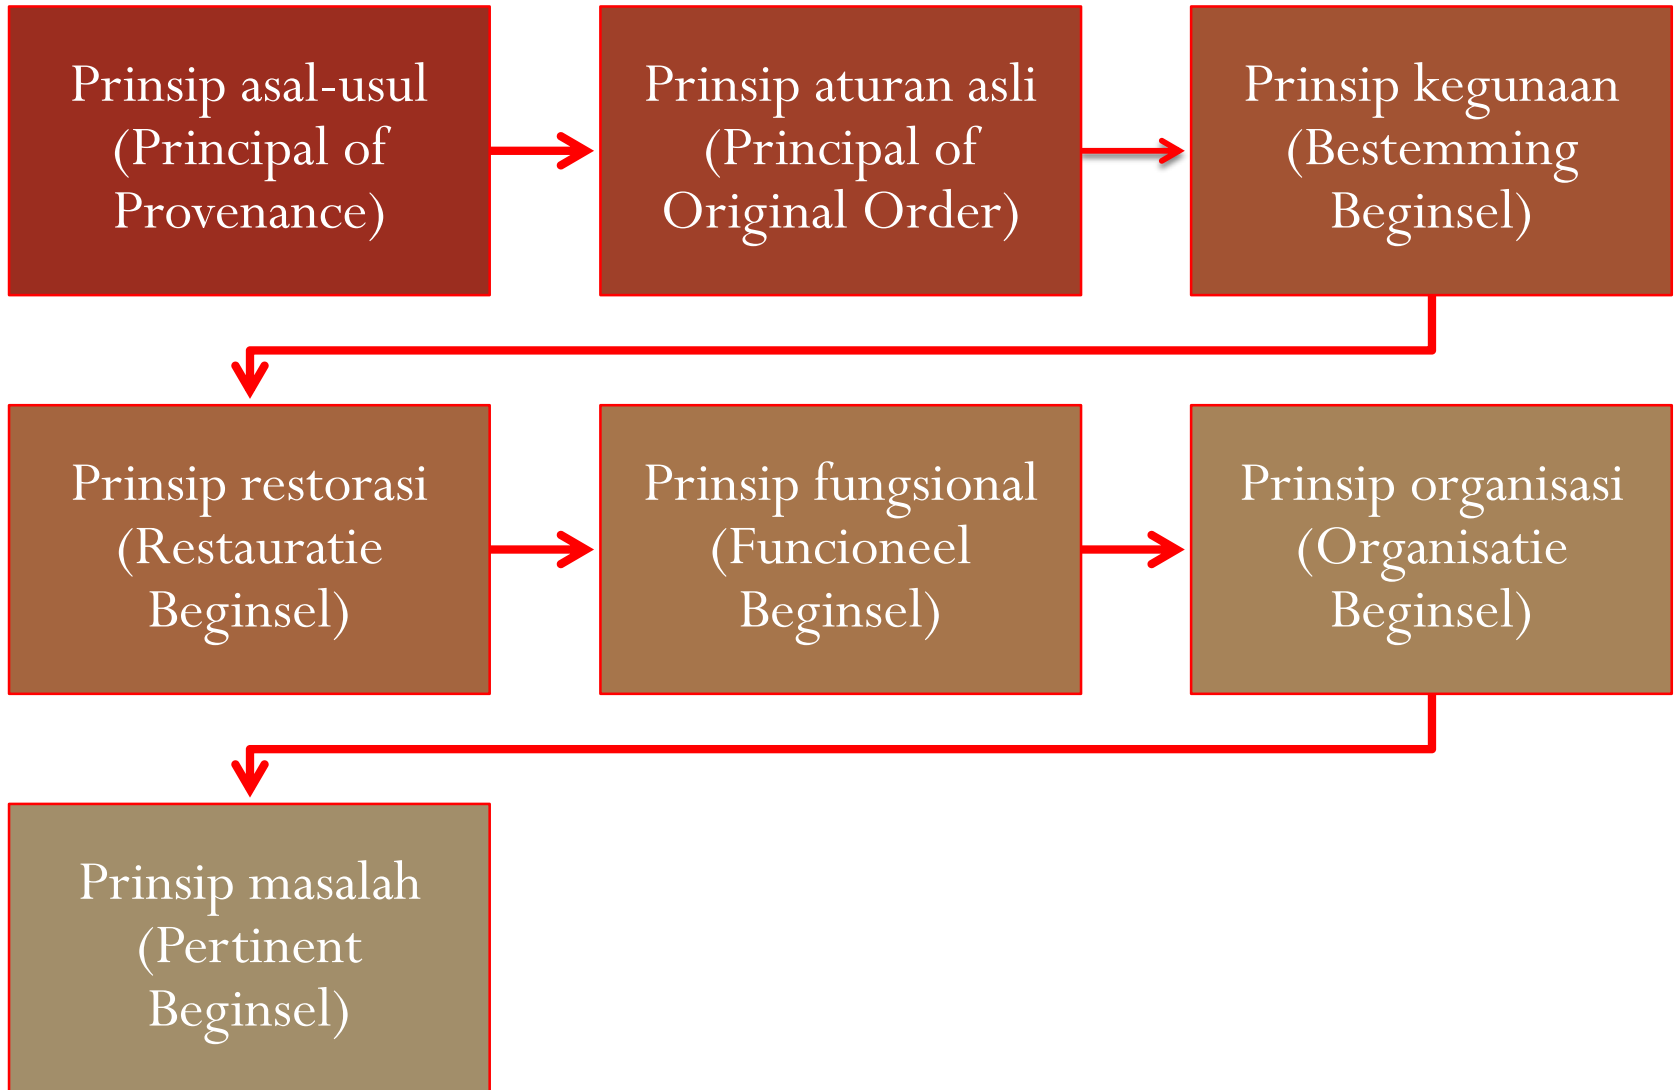 Prinsip asal-usul
(Principal of
Provenance)
Prinsip aturan asli
(Principal of
Original Order)
Prinsip kegunaan
(Bestemming
Beginsel)
Prinsip restorasi
(Restauratie
Beginsel)
Prinsip fungsional
(Funcioneel
Beginsel)
Prinsip organisasi
(Organisatie
Beginsel)
Prinsip masalah
(Pertinent
Beginsel)